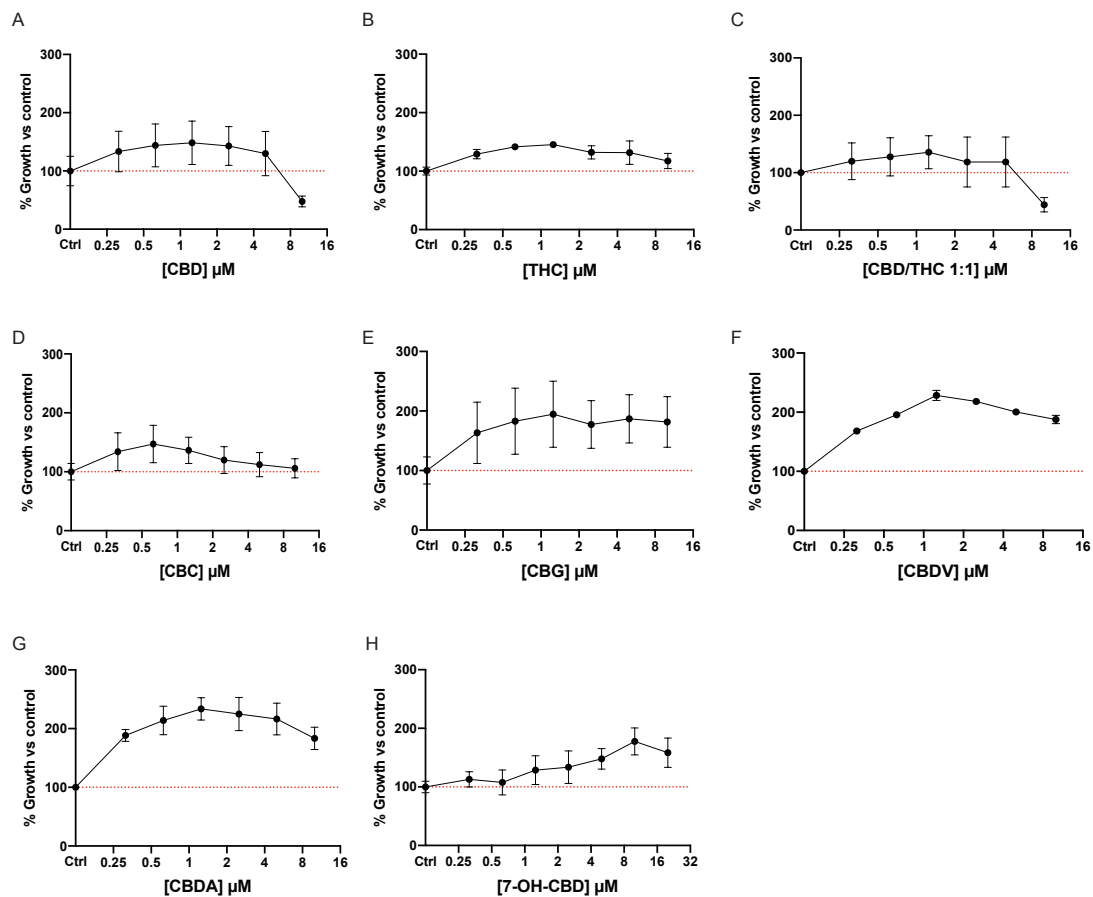 A
300
200
100
0
% Growth vs control
Ctrl 0.25 0.5 1 2 4 8 16
[CBD] μM
B
300
200
100
0
% Growth vs control
Ctrl 0.25 0.5 1 2 4 8 16
[THC] μM
C
300
200
100
0
% Growth vs control
Ctrl 0.25 0.5 1 2 4 8 16
[CBD/THC 1:1] μM
D
300
200
100
0
% Growth vs control
Ctrl 0.25 0.5 1 2 4 8 16
[CBC] μM
E
300
200
100
0
% Growth vs control
Ctrl 0.25 0.5 1 2 4 8 16
[CBG] μM
F
300
200
100
0
% Growth vs control
Ctrl 0.25 0.5 1 2 4 8 16
[CBDV] μM
G
300
200
100
0
% Growth vs control
Ctrl 0.25 0.5 1 2 4 8 16
[CBDA] μM
H
300
200
100
0
% Growth vs control
Ctrl 0.25 0.5 1 2 4 8 16 32
[7-OH-CBD] μM